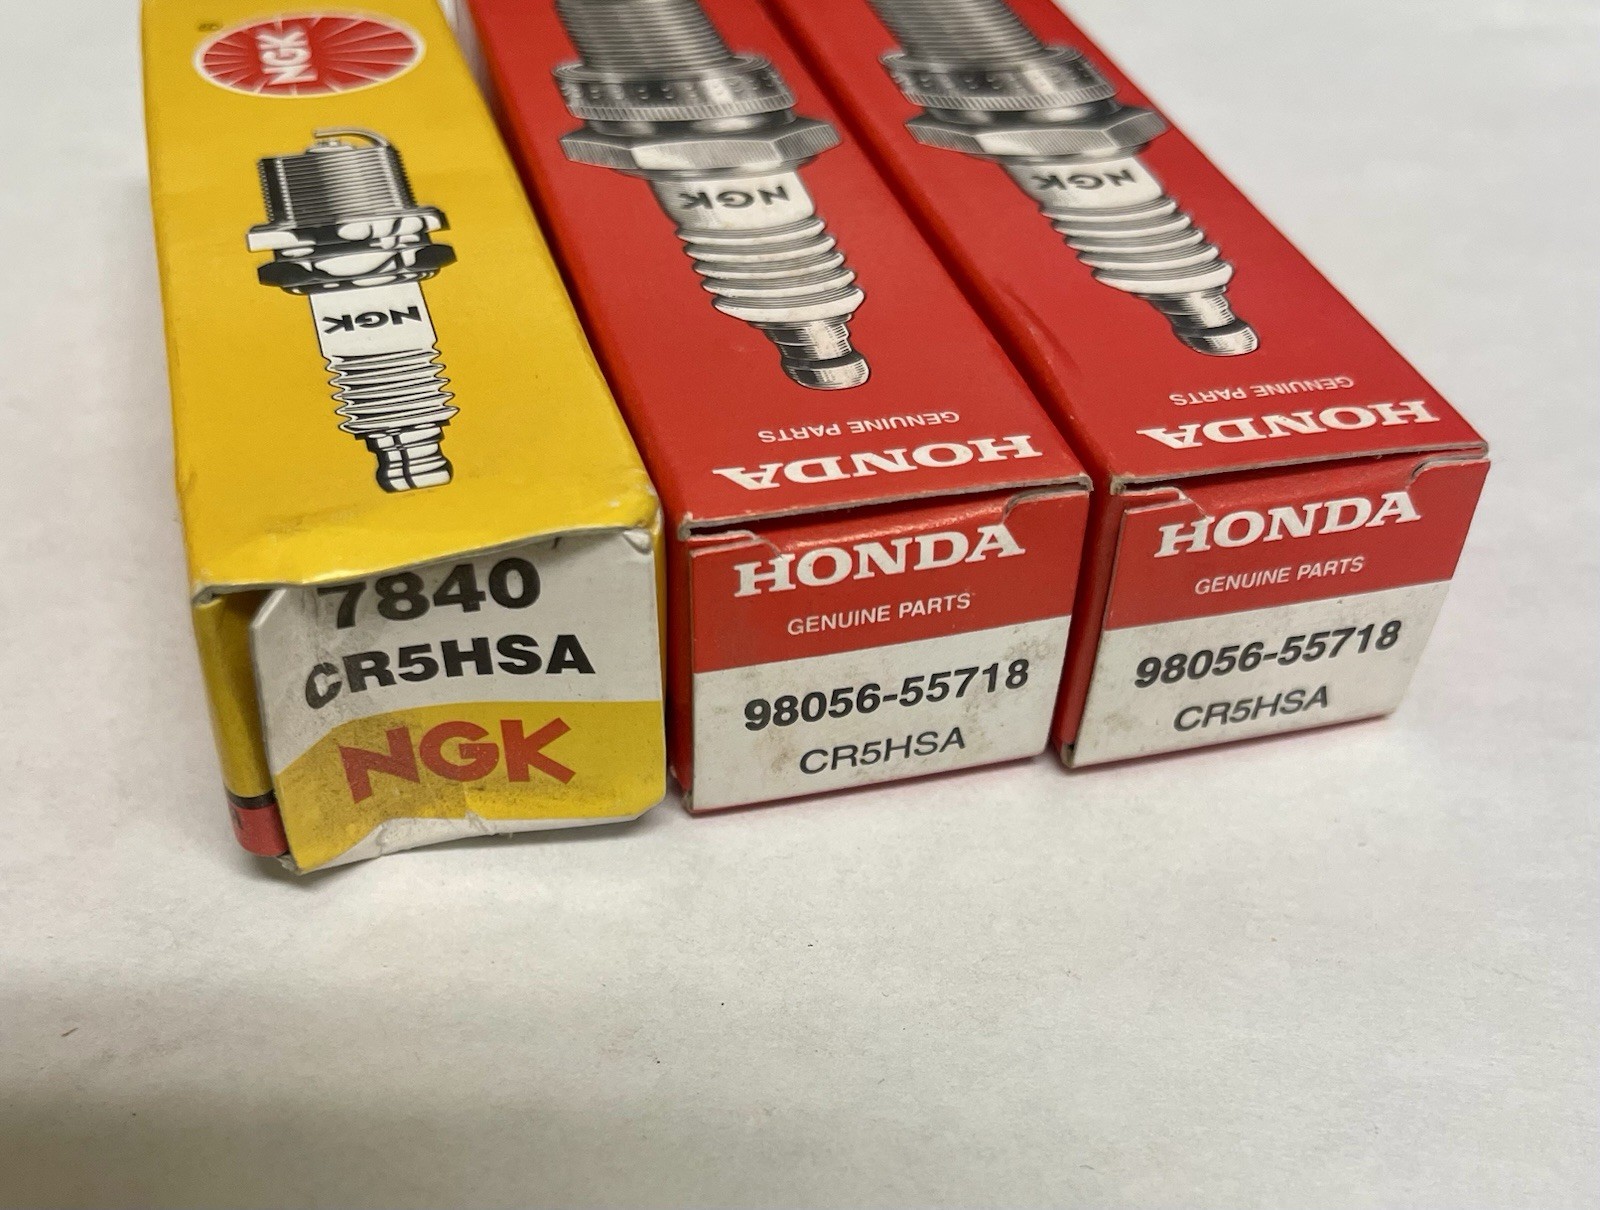 NGK
NGK
7840
CR5HSA
NGK
NGK
GENUINE PARTS
HONDA
HONDA
GENUINE PARTS
98056-55718
CR5HSA
NGK
GENUINE PARTS
HONDA
HONDA
GENUINE PARTS
98056-55718
CR5HSA